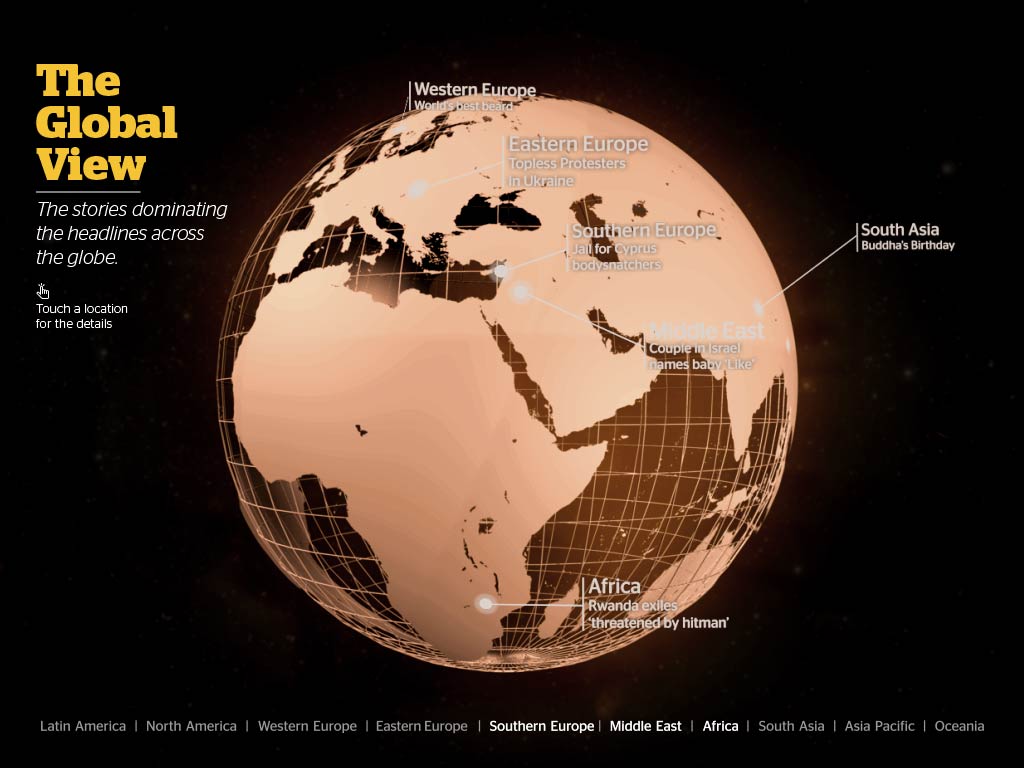 The
Global
View
The stories dominating
the headlines across
the globe.
Touch a location
for the details
Western Europe
World's best beard
Eastern Europe
Topless Protesters
in Ukraine
Southern Europe
Jail for Cyprus
bodysnatchers
South Asia
Buddha's Birthday
Middle East
Couple in Israel
names baby 'Like'
Africa
Rwanda exiles
'threatened by hitman'
Latin America | North America | Western Europe | Eastern Europe | Southern Europe | Middle East | Africa | South Asia | Asia Pacific | Oceania